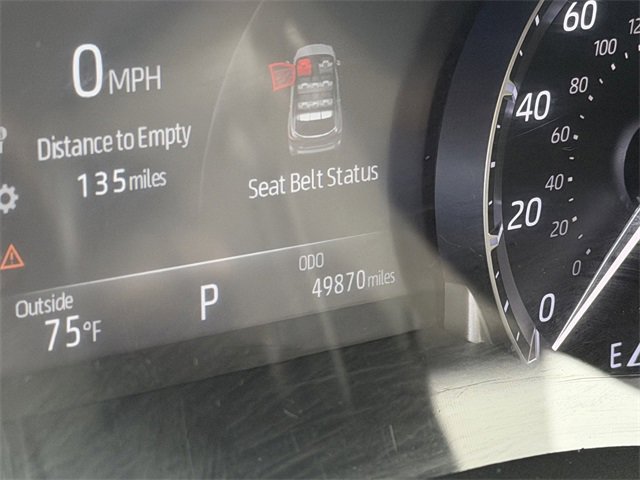 0 MPH
Distance to Empty
135 miles
Seat Belt Status
ODO
49870 miles
Outside
75°F
P
60
40
20
0
120
100
80
60
40
20
0
E